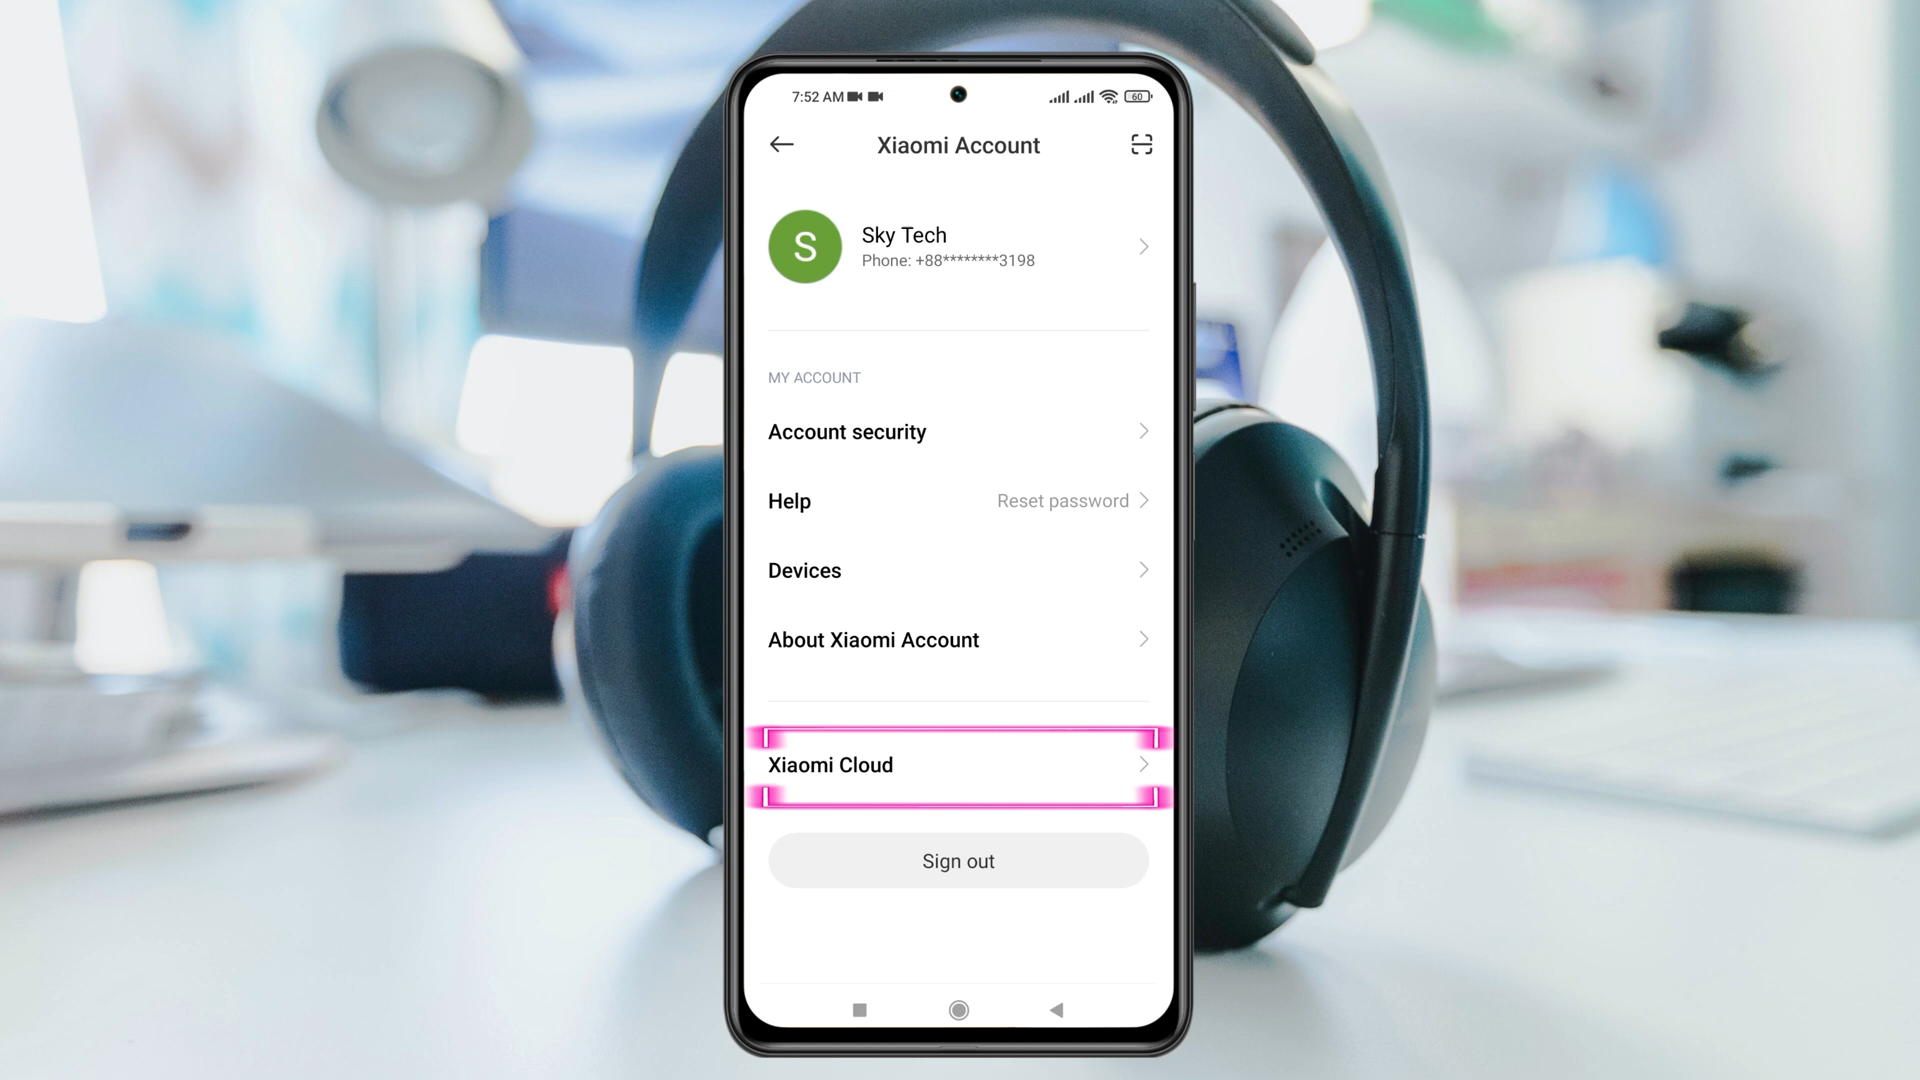 7:52 AM
60
Xiaomi Account
S
Sky Tech
Phone: +88********3198
MY ACCOUNT
Account security
Help Reset password
Devices
About Xiaomi Account
Xiaomi Cloud
Sign out